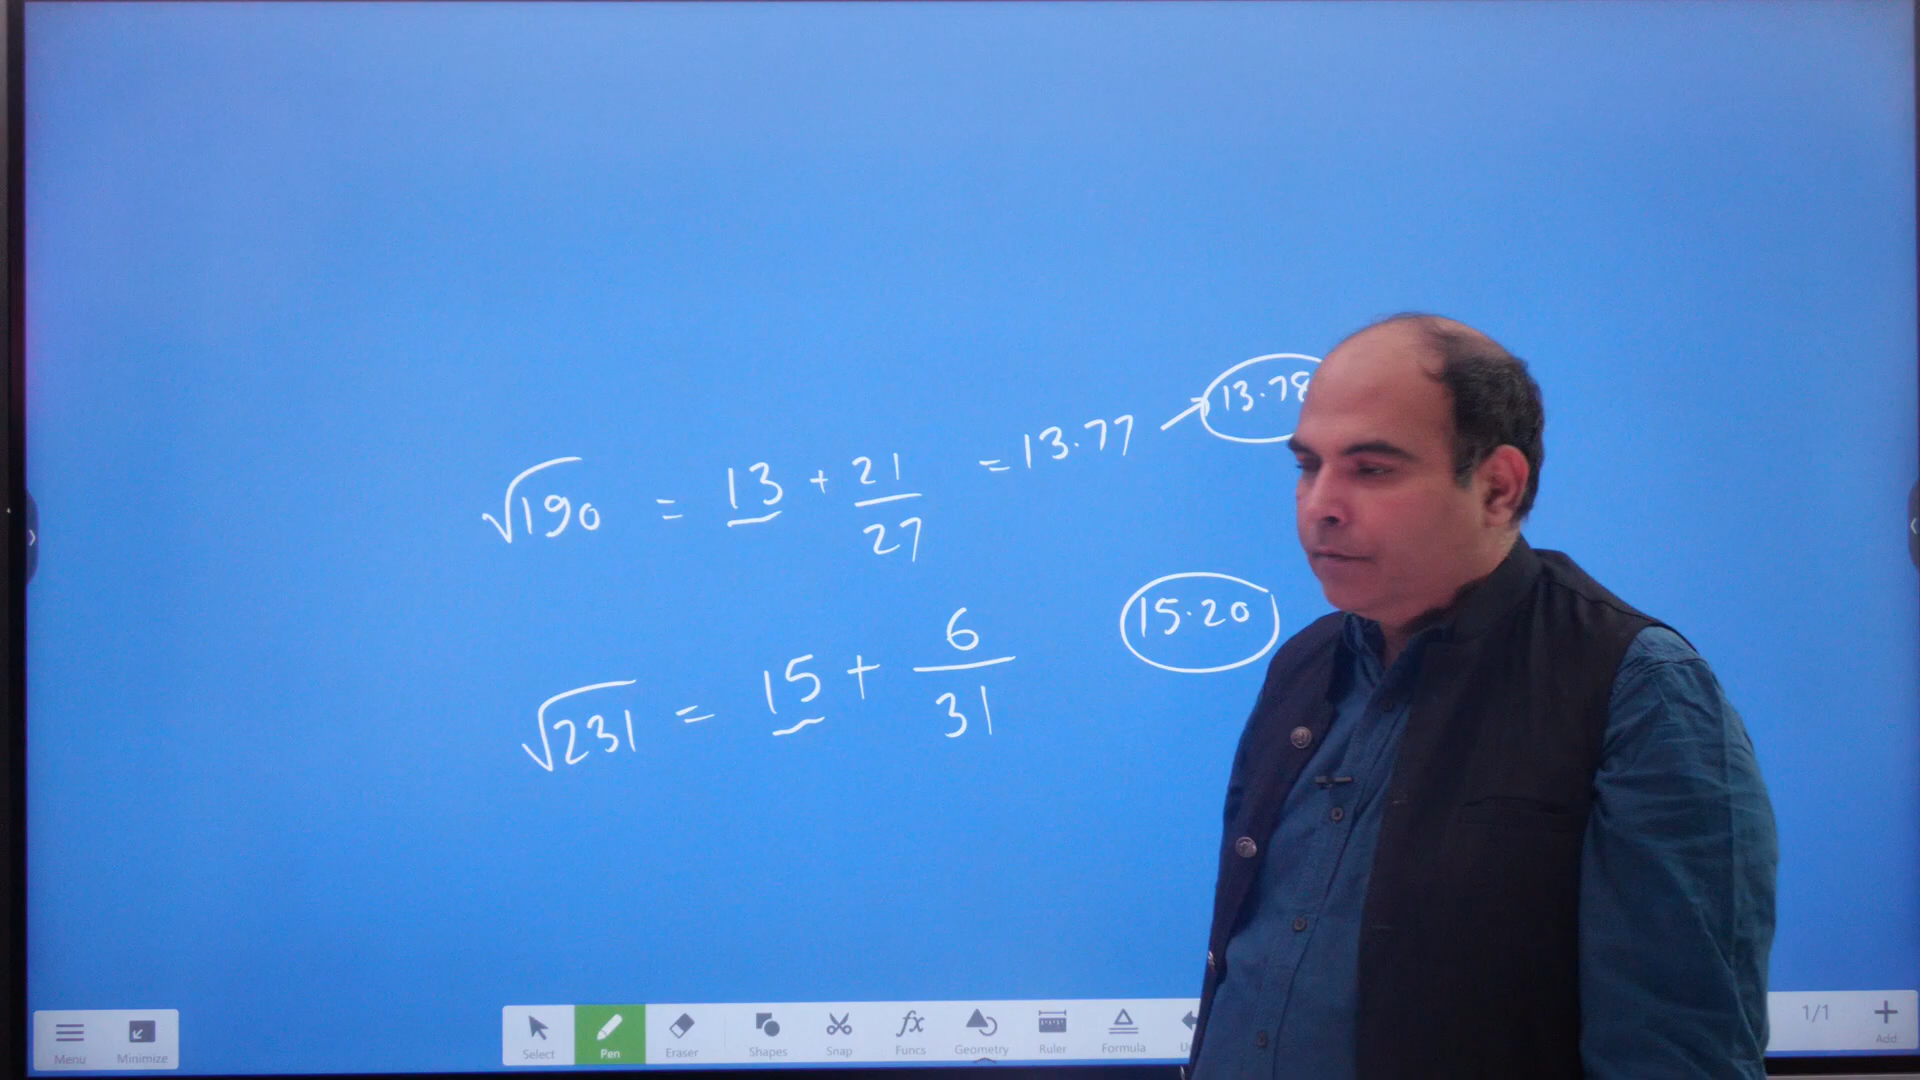 √190 = 13 + 21/27 = 13.77 → 13.78
√231 = 15 + 6/31 15.20
Menu Minimize Select Pen Eraser Shapes Snap fx Funcs Geometry Ruler Formula 1/1 Add